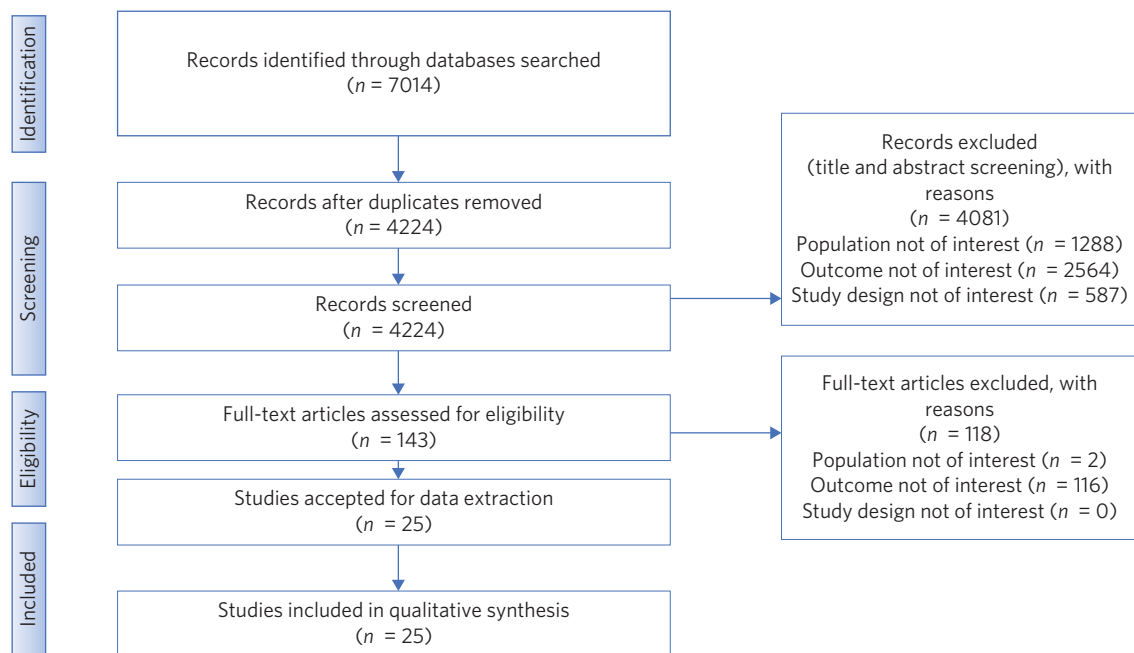 Identification
Records identified through databases searched
(n = 7014)
Screening
Records after duplicates removed
(n = 4224)
Records screened
(n = 4224)
Records excluded
(title and abstract screening), with
reasons
(n = 4081)
Population not of interest (n = 1288)
Outcome not of interest (n = 2564)
Study design not of interest (n = 587)
Eligibility
Full-text articles assessed for eligibility
(n = 143)
Full-text articles excluded, with
reasons
(n = 118)
Population not of interest (n = 2)
Outcome not of interest (n = 116)
Study design not of interest (n = 0)
Studies accepted for data extraction
(n = 25)
Included
Studies included in qualitative synthesis
(n = 25)